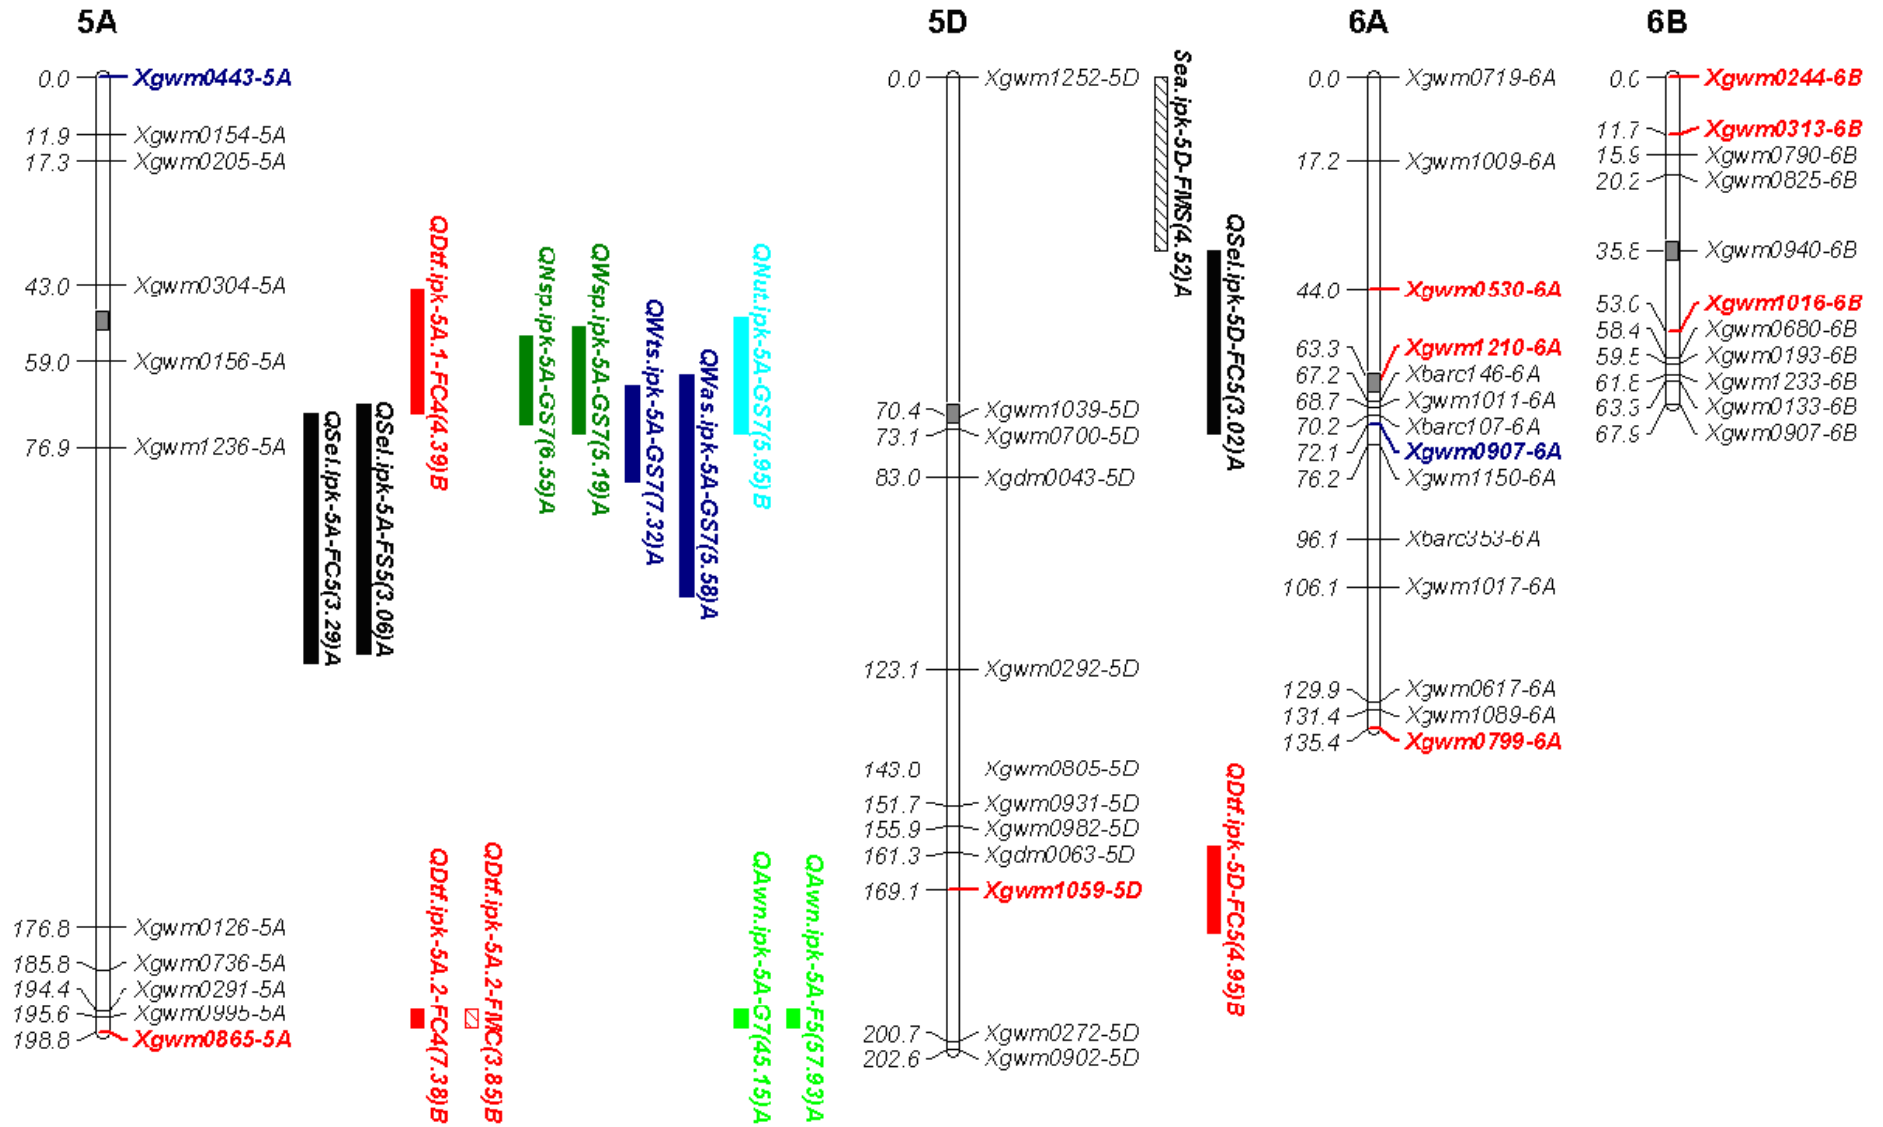 5A
0.0 Xgwm0443-5A
11.9 Xgwm0154-5A
17.3 Xgwm0205-5A
43.0 Xgwm0304-5A
59.0 Xgwm0156-5A
76.9 Xgwm1236-5A
176.8 Xgwm0126-5A
185.8 Xgwm0736-5A
194.4 Xgwm0291-5A
195.6 Xgwm0995-5A
198.8 Xgwm0865-5A
QSel.ipk-5A-FC5(3.29)A
QSel.ipk-5A-FS5(3.06)A
QDtf.ipk-5A.1-FC4(4.39)B
QNsp.ipk-5A-GS7(6.55)A
QWsp.ipk-5A-GS7(5.19)A
QWts.ipk-5A-GS7(7.32)A
QWas.ipk-5A-GS7(5.58)A
QNut.ipk-5A-GS7(5.95)B
QDtf.ipk-5A.2-FC4(7.38)B
QDtf.ipk-5A.2-FMC(3.85)B
QAwn.ipk-5A-G7(45.15)A
QAwn.ipk-5A-F5(57.93)A
5D
0.0 Xgwm1252-5D
70.4 Xgwm1039-5D
73.1 Xgwm0700-5D
83.0 Xgdm0043-5D
123.1 Xgwm0292-5D
143.0 Xgwm0805-5D
151.7 Xgwm0931-5D
155.9 Xgwm0982-5D
161.3 Xgdm0063-5D
169.1 Xgwm1059-5D
200.7 Xgwm0272-5D
202.6 Xgwm0902-5D
Sea.ipk-5D-FMS(4.52)A
QSel.ipk-5D-FC5(3.02)A
QDtf.ipk-5D-FC5(4.95)B
6A
0.0 Xgwm0719-6A
17.2 Xgwm1009-6A
44.0 Xgwm0530-6A
63.3 Xgwm1210-6A
67.2 Xbarc146-6A
68.7 Xgwm1011-6A
70.2 Xbarc107-6A
72.1 Xgwm0907-6A
76.2 Xgwm1150-6A
96.1 Xbarc353-6A
106.1 Xgwm1017-6A
129.9 Xgwm0617-6A
131.4 Xgwm1089-6A
135.4 Xgwm0799-6A
6B
0.0 Xgwm0244-6B
11.7 Xgwm0313-6B
15.9 Xgwm0790-6B
Xgwm0825-6B
Xgwm0940-6B
53.0 Xgwm1016-6B
58.4 Xgwm0680-6B
Xgwm0193-6B
Xgwm1233-6B
Xgwm0133-6B
67.9 Xgwm0907-6B